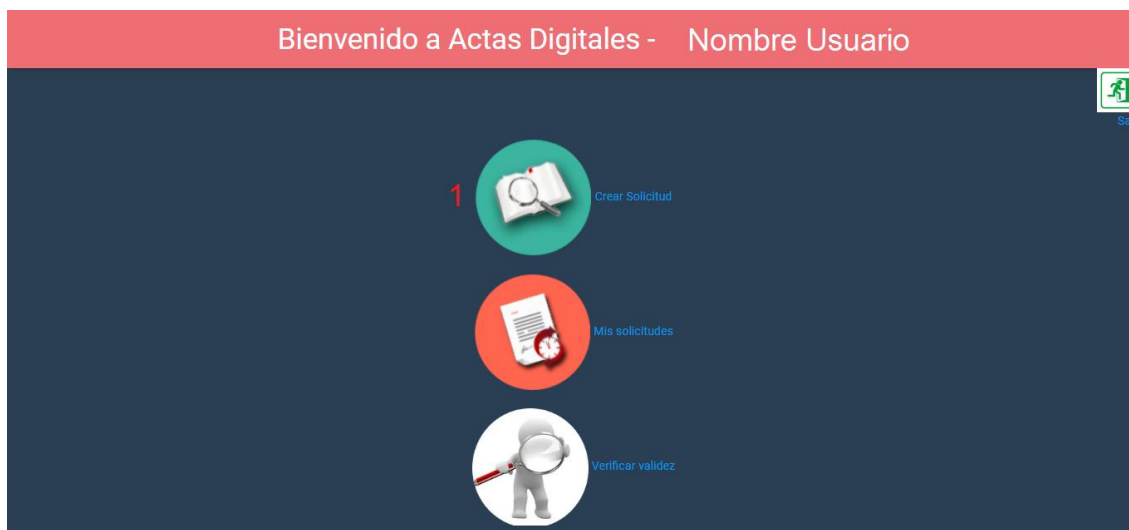 Bienvenido a Actas Digitales - Nombre Usuario
1
Crear Solicitud
Mis solicitudes
Verificar validez